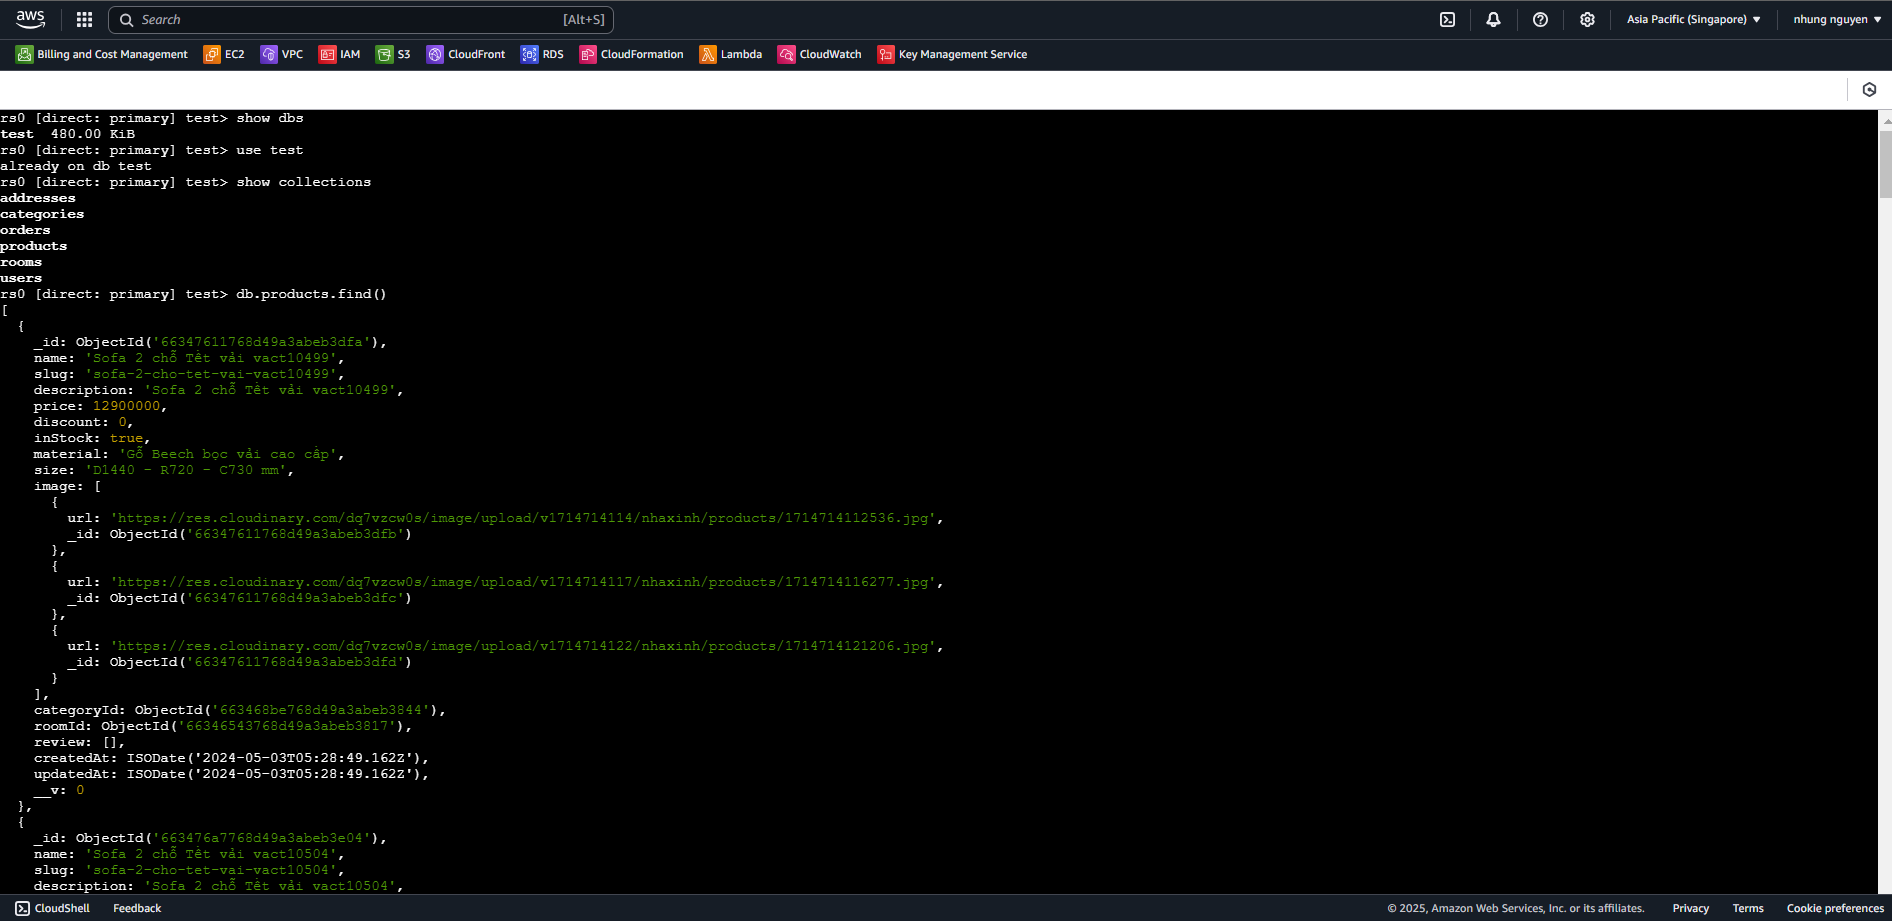 aws
Search
[Alt+S]
Asia Pacific (Singapore)
nhung nguyen
Billing and Cost Management
EC2
VPC
IAM
S3
CloudFront
RDS
CloudFormation
Lambda
CloudWatch
Key Management Service
rs0 [direct: primary] test> show dbs
test  480.00 KiB
rs0 [direct: primary] test> use test
already on db test
rs0 [direct: primary] test> show collections
addresses
categories
orders
products
rooms
users
rs0 [direct: primary] test> db.products.find()
[
  {
    _id: ObjectId('66347611768d49a3abeb3dfa'),
    name: 'Sofa 2 chỗ Tết vải vact10499',
    slug: 'sofa-2-cho-tet-vai-vact10499',
    description: 'Sofa 2 chỗ Tết vải vact10499',
    price: 12900000,
    discount: 0,
    inStock: true,
    material: 'Gỗ Beech bọc vải cao cấp',
    size: 'D1440 - R720 - C730 mm',
    image: [
      {
        url: 'https://res.cloudinary.com/dq7vzcw0s/image/upload/v1714714114/nhaxinh/products/1714714112536.jpg',
        _id: ObjectId('66347611768d49a3abeb3dfb')
      },
      {
        url: 'https://res.cloudinary.com/dq7vzcw0s/image/upload/v1714714117/nhaxinh/products/1714714116277.jpg',
        _id: ObjectId('66347611768d49a3abeb3dfc')
      },
      {
        url: 'https://res.cloudinary.com/dq7vzcw0s/image/upload/v1714714122/nhaxinh/products/1714714121206.jpg',
        _id: ObjectId('66347611768d49a3abeb3dfd')
      }
    ],
    categoryId: ObjectId('663468be768d49a3abeb3844'),
    roomId: ObjectId('66346543768d49a3abeb3817'),
    review: [],
    createdAt: ISODate('2024-05-03T05:28:49.162Z'),
    updatedAt: ISODate('2024-05-03T05:28:49.162Z'),
    __v: 0
  },
  {
    _id: ObjectId('663476a7768d49a3abeb3e04'),
    name: 'Sofa 2 chỗ Tết vải vact10504',
    slug: 'sofa-2-cho-tet-vai-vact10504',
    description: 'Sofa 2 chỗ Tết vải vact10504',
CloudShell
Feedback
© 2025, Amazon Web Services, Inc. or its affiliates.
Privacy
Terms
Cookie preferences